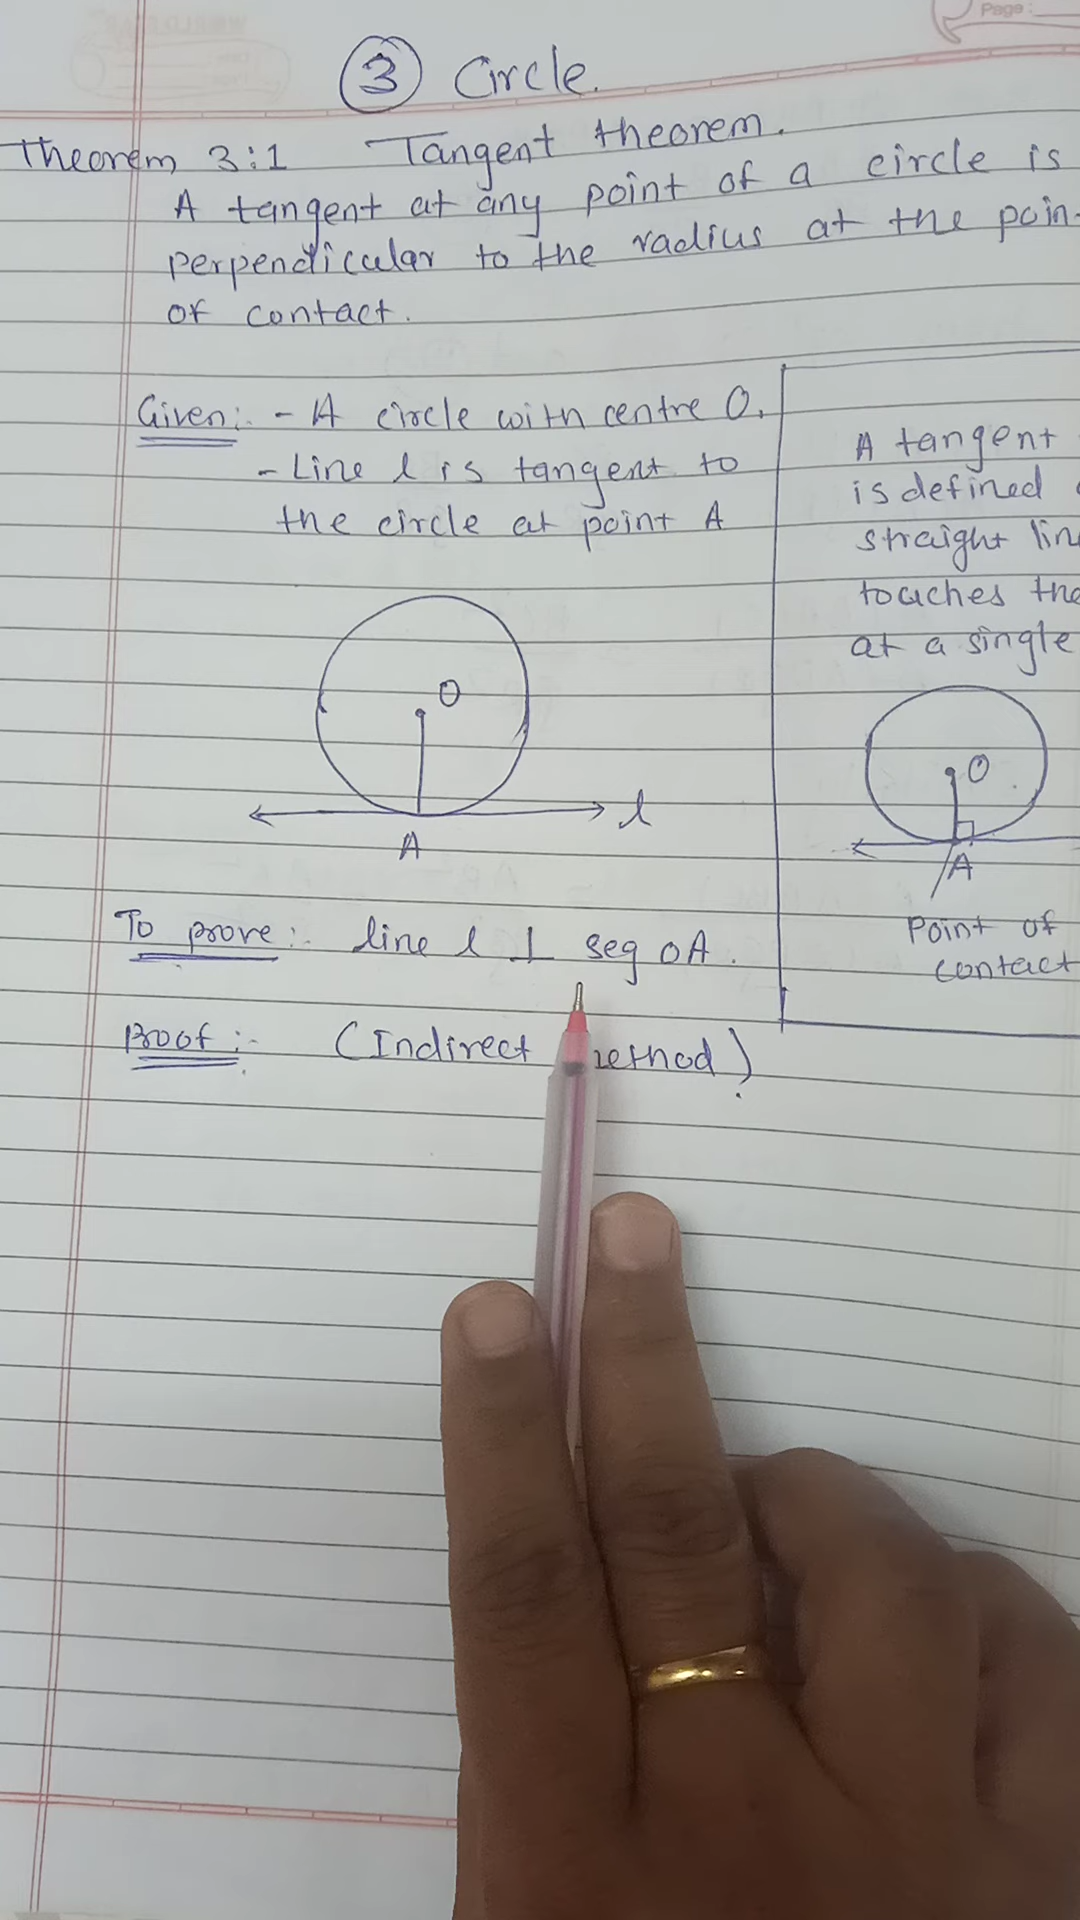 Page :
3 Circle.
Theorem 3:1 Tangent theorem.
A tangent at any point of a circle is
perpendicular to the radius at the poin
of contact.
Given:- - A circle with centre O.
- Line l is tangent to
the circle at point A
O
l
A
To prove:- line l ⊥ seg OA.
Proof:- (Indirect method)
A tangent
is defined
straight lin
touches the
at a single
O
A
Point of
contact